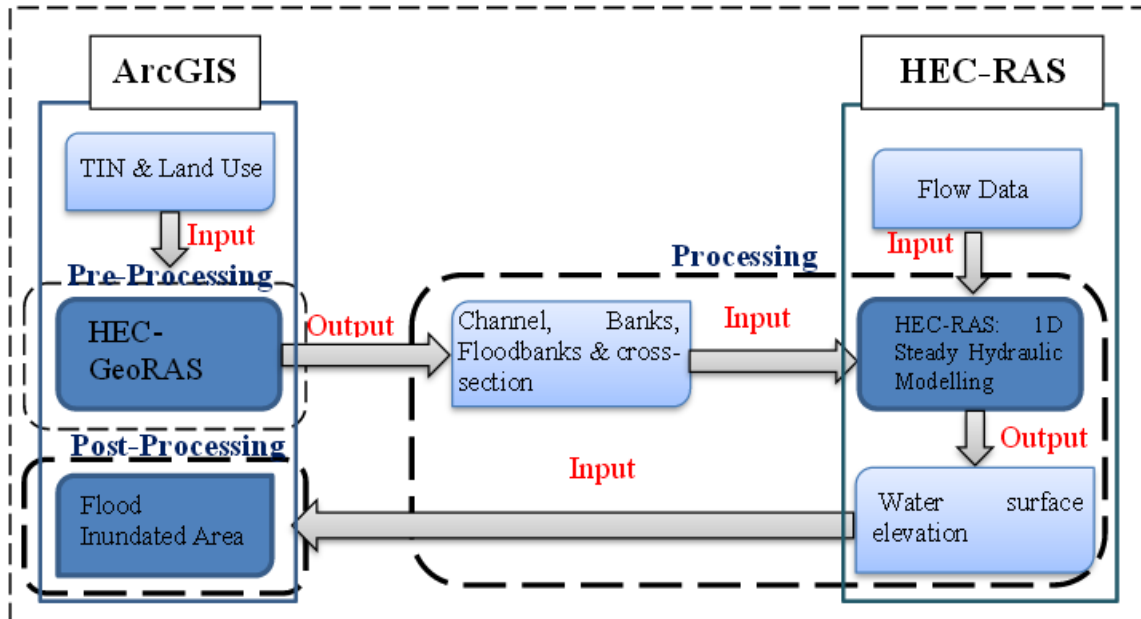 ArcGIS
HEC-RAS
TIN & Land Use
Flow Data
Input
Input
Pre-Processing
Processing
HEC-
GeoRAS
Output
Channel, Banks,
Floodbanks & cross-
section
Input
HEC-RAS: 1D
Steady Hydraulic
Modelling
Output
Post-Processing
Input
Flood
Inundated Area
Water surface
elevation